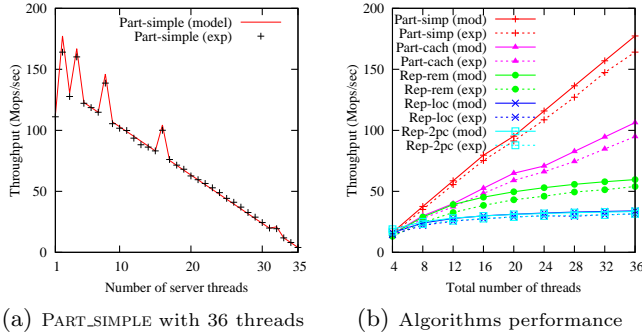 200
150
100
50
0
Throughput (Mops/sec)
Part-simple (model)
Part-simple (exp)
1
10
20
30
35
Number of server threads
(a) PART_SIMPLE with 36 threads
200
150
100
50
0
Throughput (Mops/sec)
Part-simp (mod)
Part-simp (exp)
Part-cach (mod)
Part-cach (exp)
Rep-rem (mod)
Rep-rem (exp)
Rep-loc (mod)
Rep-loc (exp)
Rep-2pc (mod)
Rep-2pc (exp)
4 8 12 16 20 24 28 32 36
Total number of threads
(b) Algorithms performance